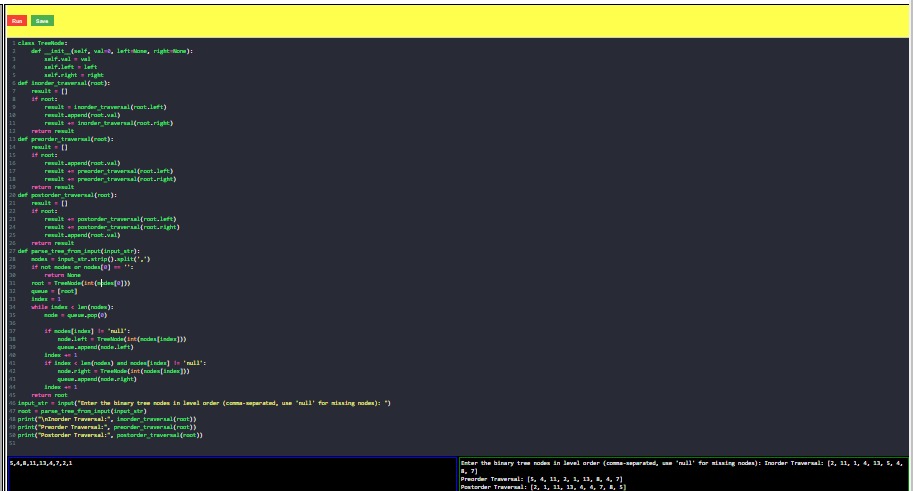 Run Save
1 class TreeNode:
2 def __init__(self, val=0, left=None, right=None):
3 self.val = val
4 self.left = left
5 self.right = right
6 def inorder_traversal(root):
7 result = []
8 if root:
9 result = inorder_traversal(root.left)
10 result.append(root.val)
11 result += inorder_traversal(root.right)
12 return result
13 def preorder_traversal(root):
14 result = []
15 if root:
16 result.append(root.val)
17 result += preorder_traversal(root.left)
18 result += preorder_traversal(root.right)
19 return result
20 def postorder_traversal(root):
21 result = []
22 if root:
23 result += postorder_traversal(root.left)
24 result += postorder_traversal(root.right)
25 result.append(root.val)
26 return result
27 def parse_tree_from_input(input_str):
28 nodes = input_str.strip().split(',')
29 if not nodes or nodes[0] == '':
30 return None
31 root = TreeNode(int(nodes[0]))
32 queue = [root]
33 index = 1
34 while index < len(nodes):
35 node = queue.pop(0)
36
37 if nodes[index] != 'null':
38 node.left = TreeNode(int(nodes[index]))
39 queue.append(node.left)
40 index += 1
41 if index < len(nodes) and nodes[index] != 'null':
42 node.right = TreeNode(int(nodes[index]))
43 queue.append(node.right)
44 index += 1
45 return root
46 input_str = input("Enter the binary tree nodes in level order (comma-separated, use 'null' for missing nodes): ")
47 root = parse_tree_from_input(input_str)
48 print("\nInorder Traversal:", inorder_traversal(root))
49 print("Preorder Traversal:", preorder_traversal(root))
50 print("Postorder Traversal:", postorder_traversal(root))
51
5,4,8,11,13,4,7,2,1
Enter the binary tree nodes in level order (comma-separated, use 'null' for missing nodes): Inorder Traversal: [2, 11, 1, 4, 13, 5, 4,
8, 7]
Preorder Traversal: [5, 4, 11, 2, 1, 13, 8, 4, 7]
Postorder Traversal: [2, 1, 11, 13, 4, 4, 7, 8, 5]